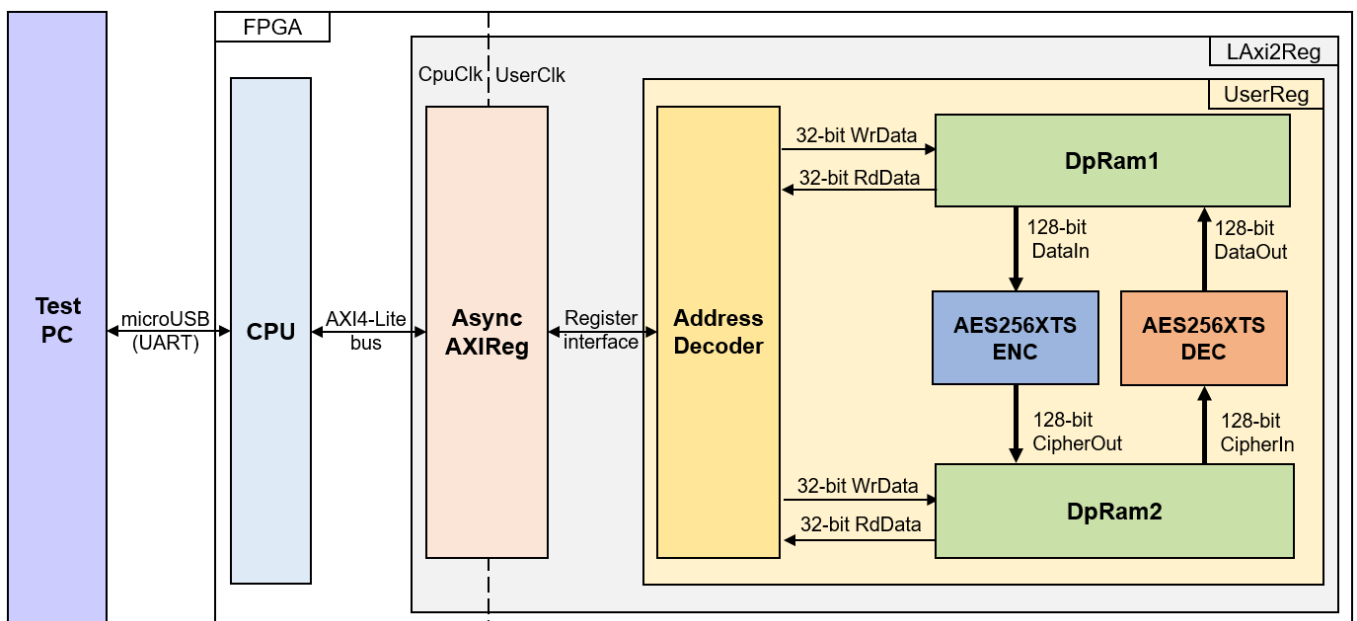 FPGA
LAxi2Reg
CpuClk
UserClk
UserReg
Test
PC
microUSB
(UART)
CPU
AXI4-Lite
bus
Async
AXIReg
Register
interface
Address
Decoder
32-bit WrData
32-bit RdData
DpRam1
128-bit
DataIn
128-bit
DataOut
AES256XTS
ENC
AES256XTS
DEC
128-bit
CipherOut
128-bit
CipherIn
32-bit WrData
32-bit RdData
DpRam2